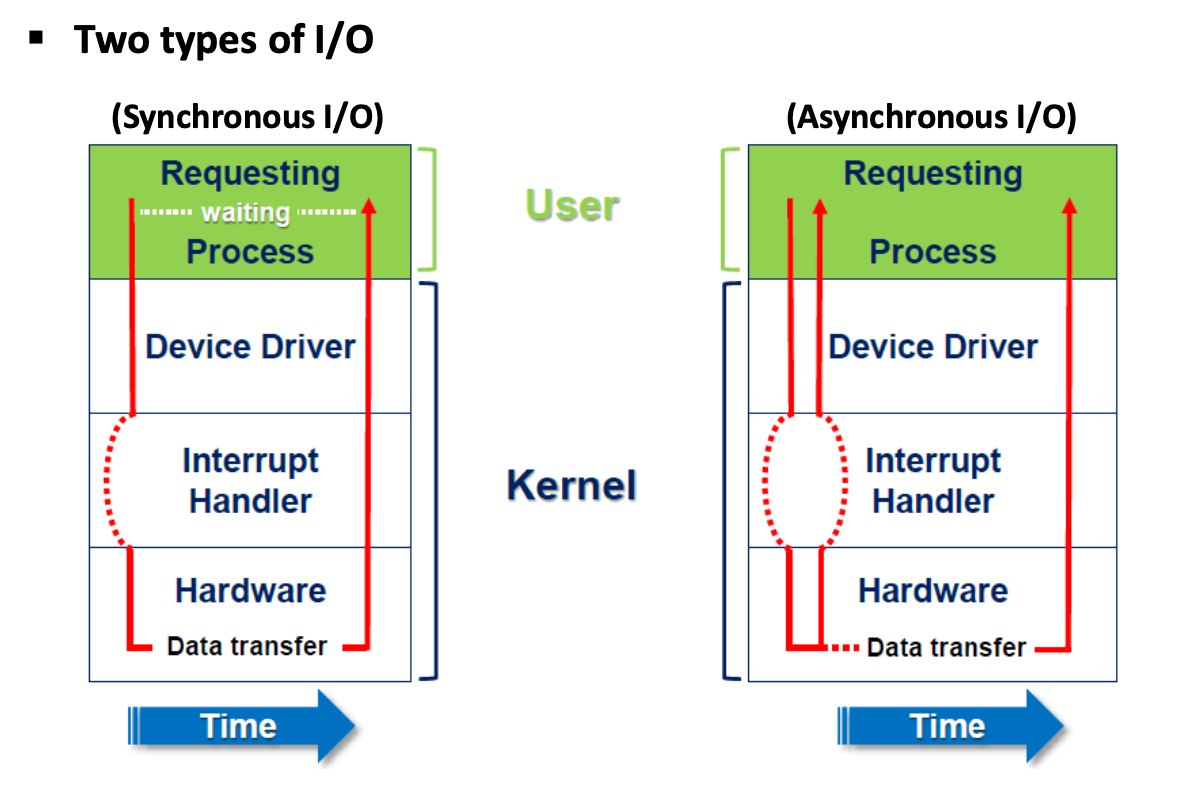 ▪ Two types of I/O
(Synchronous I/O)
Requesting
waiting
Process
Device Driver
Interrupt
Handler
Hardware
Data transfer
Time
User
Kernel
(Asynchronous I/O)
Requesting
Process
Device Driver
Interrupt
Handler
Hardware
Data transfer
Time